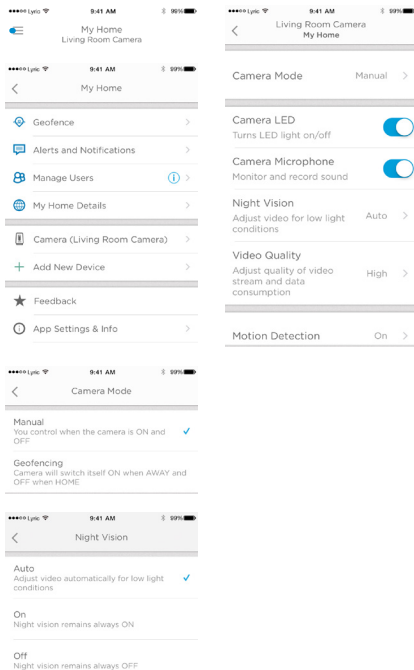 Lyric 9:41 AM 99%
My Home
Living Room Camera
Lyric 9:41 AM 99%
My Home
Geofence
Alerts and Notifications
Manage Users
My Home Details
Camera (Living Room Camera)
Add New Device
Feedback
App Settings & Info
Lyric 9:41 AM 99%
Camera Mode
Manual
You control when the camera is ON and
OFF
Geofencing
Camera will switch itself ON when AWAY and
OFF when HOME
Lyric 9:41 AM 99%
Night Vision
Auto
Adjust video automatically for low light
conditions
On
Night vision remains always ON
Off
Night vision remains always OFF
Lyric 9:41 AM 99%
Living Room Camera
My Home
Camera Mode Manual
Camera LED
Turns LED light on/off
Camera Microphone
Monitor and record sound
Night Vision
Adjust video for low light Auto
conditions
Video Quality
Adjust quality of video
stream and data High
consumption
Motion Detection On